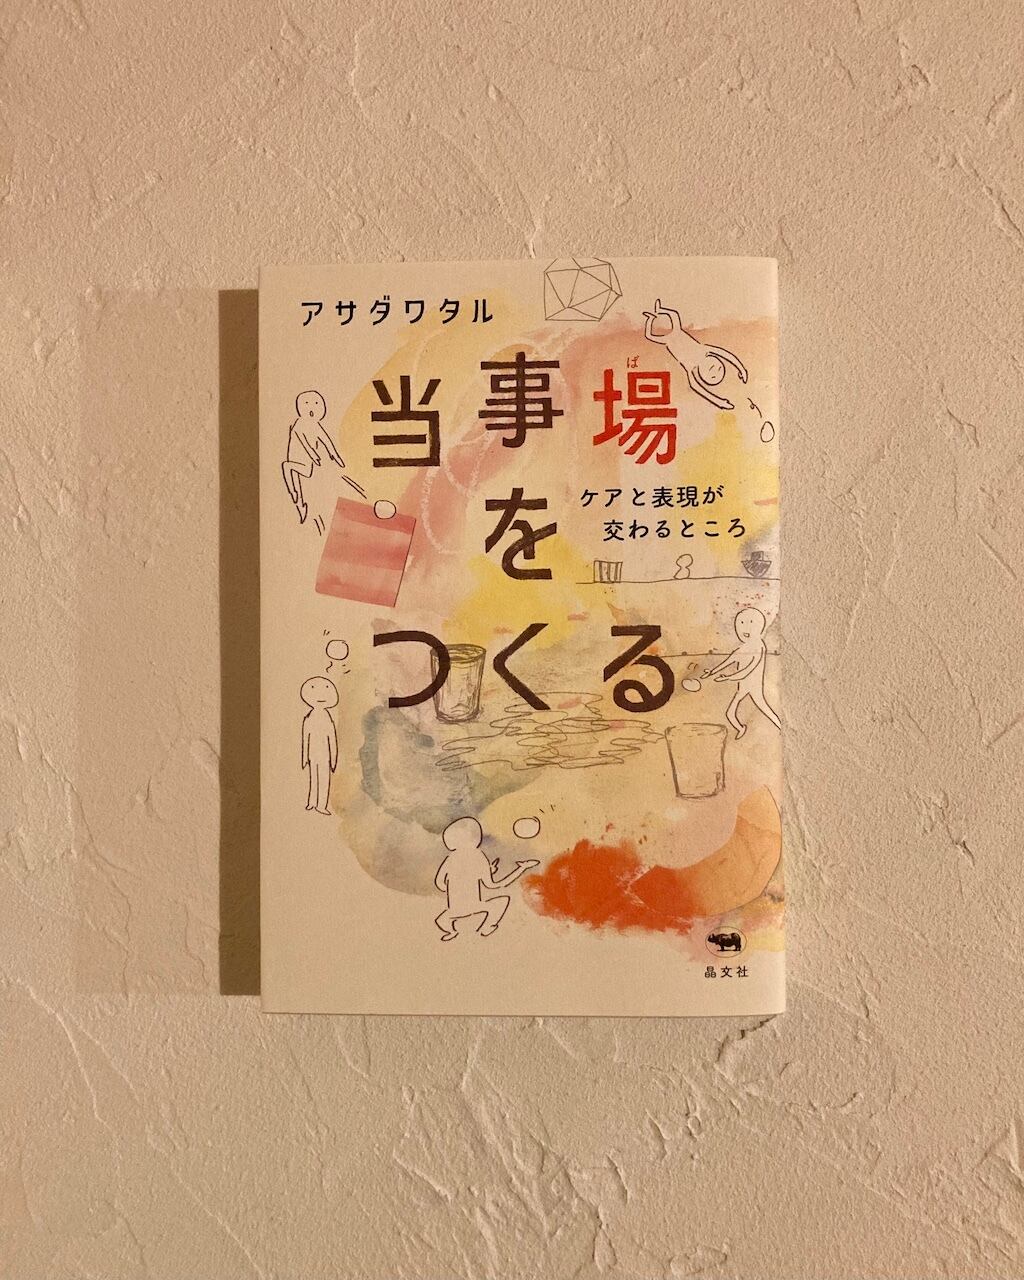 アサダワタル
当事場
ば
を
つくる
ケアと表現が
交わるところ
晶文社